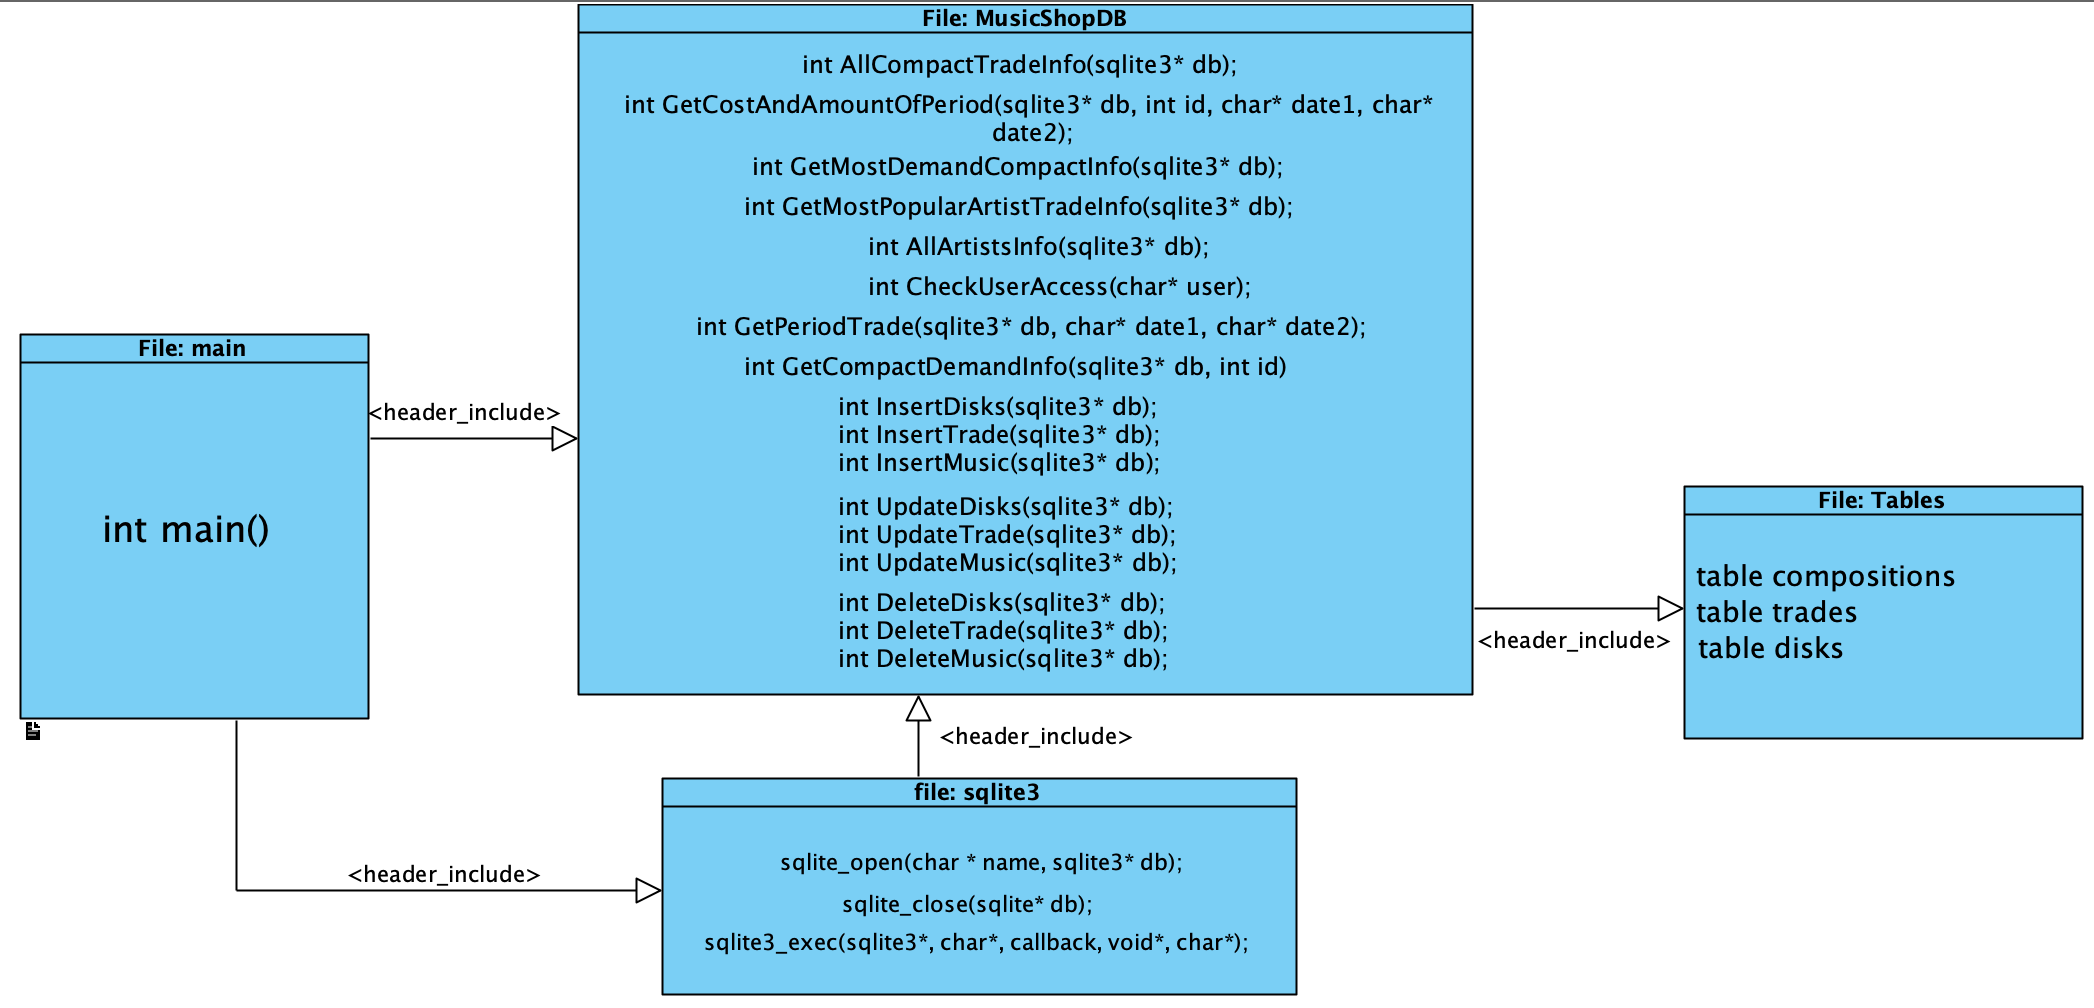 File: MusicShopDB
int AllCompactTradeInfo(sqlite3* db);
int GetCostAndAmountOfPeriod(sqlite3* db, int id, char* date1, char*
date2);
int GetMostDemandCompactInfo(sqlite3* db);
int GetMostPopularArtistTradeInfo(sqlite3* db);
int AllArtistsInfo(sqlite3* db);
int CheckUserAccess(char* user);
int GetPeriodTrade(sqlite3* db, char* date1, char* date2);
int GetCompactDemandInfo(sqlite3* db, int id)
int InsertDisks(sqlite3* db);
int InsertTrade(sqlite3* db);
int InsertMusic(sqlite3* db);
int UpdateDisks(sqlite3* db);
int UpdateTrade(sqlite3* db);
int UpdateMusic(sqlite3* db);
int DeleteDisks(sqlite3* db);
int DeleteTrade(sqlite3* db);
int DeleteMusic(sqlite3* db);
File: main
int main()
<header_include>
File: Tables
table compositions
table trades
table disks
<header_include>
<header_include>
<header_include>
file: sqlite3
sqlite_open(char * name, sqlite3* db);
sqlite_close(sqlite* db);
sqlite3_exec(sqlite3*, char*, callback, void*, char*);